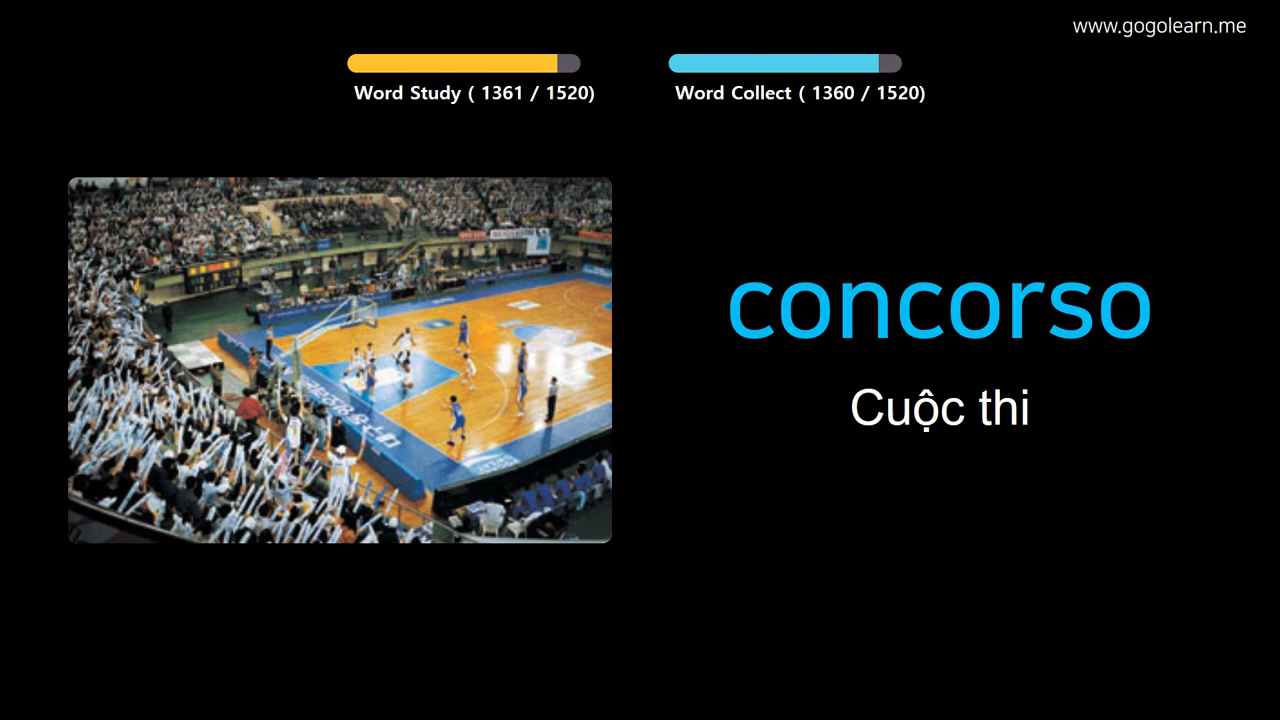 www.gogolearn.me
Word Study ( 1361 / 1520)
Word Collect ( 1360 / 1520)
concorso
Cuộc thi